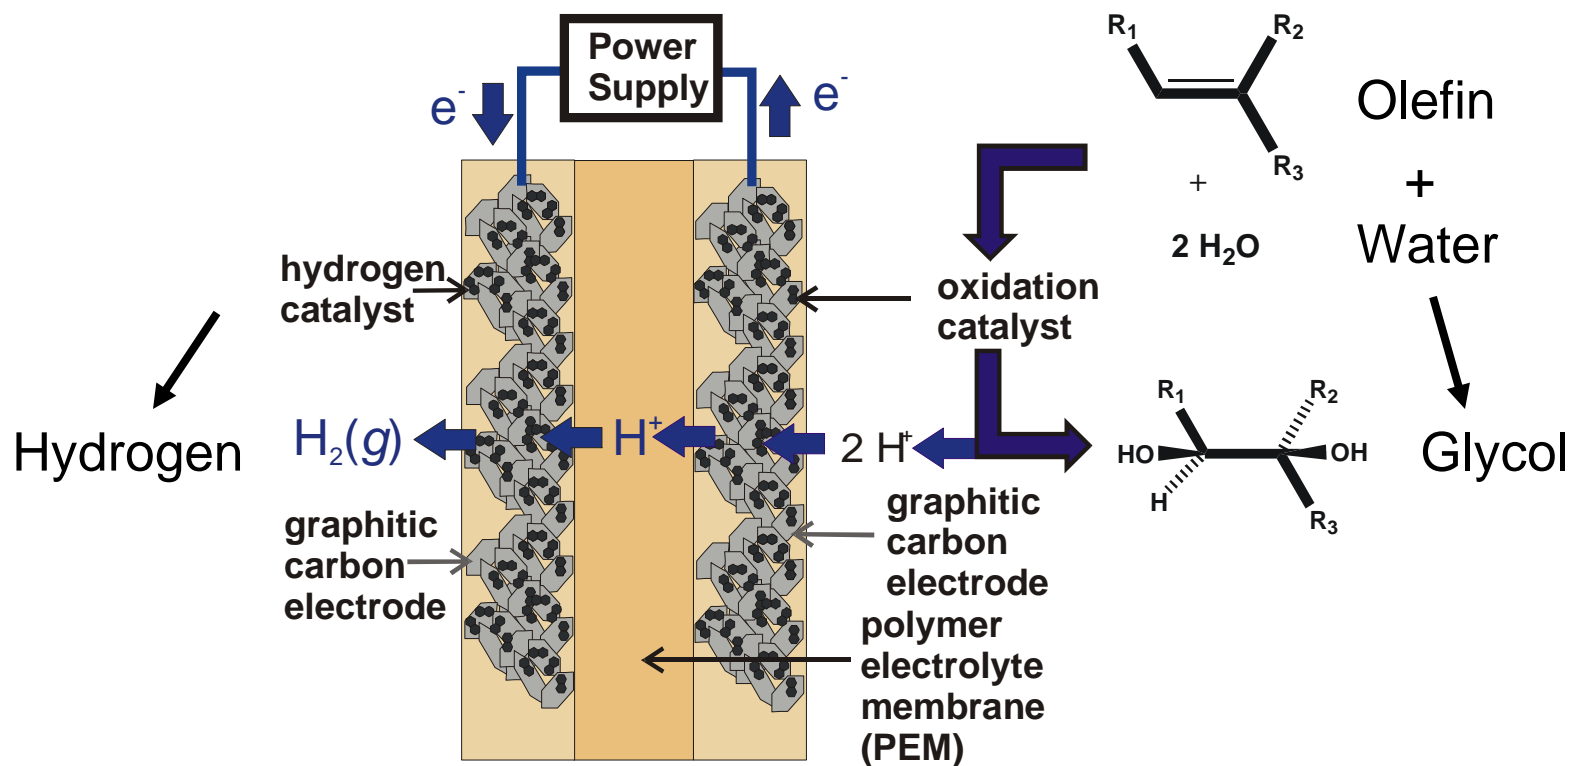 Power
Supply
e⁻
e⁻
R₁
R₂
R₃
+
2 H₂O
Olefin
+
Water
hydrogen
catalyst
oxidation
catalyst
Hydrogen
H₂(g)
H⁺
2 H⁺
R₁
R₂
HO
OH
H
R₃
Glycol
graphitic
carbon
electrode
graphitic
carbon
electrode
polymer
electrolyte
membrane
(PEM)